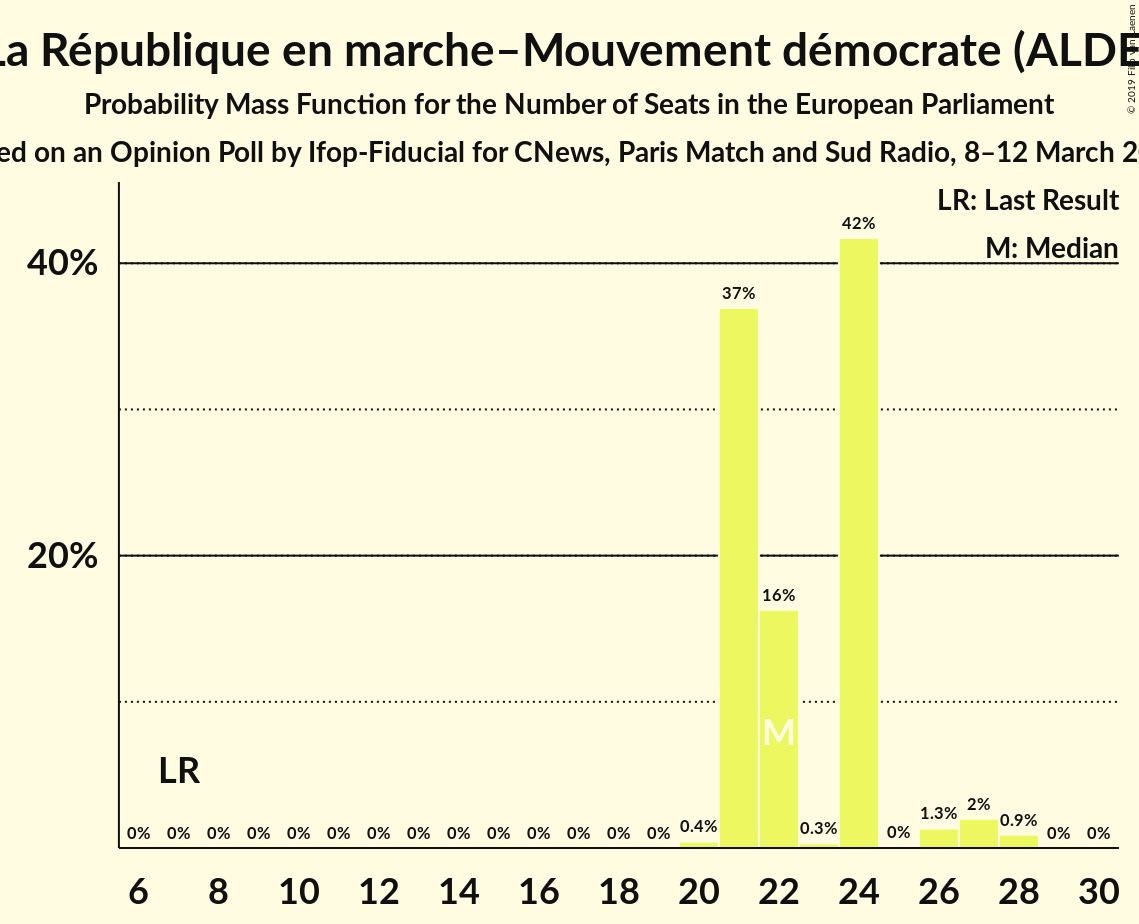 La République en marche–Mouvement démocrate (ALDE
Probability Mass Function for the Number of Seats in the European Parliament
ed on an Opinion Poll by Ifop-Fiducial for CNews, Paris Match and Sud Radio, 8–12 March 2
© 2019
LR: Last Result
M: Median
42%
40%
37%
20%
16%
M
LR
0% 0% 0% 0% 0% 0% 0% 0% 0% 0% 0% 0% 0% 0% 0.4% 0.3% 0% 1.3% 2% 0.9% 0% 0%
6 8 10 12 14 16 18 20 22 24 26 28 30